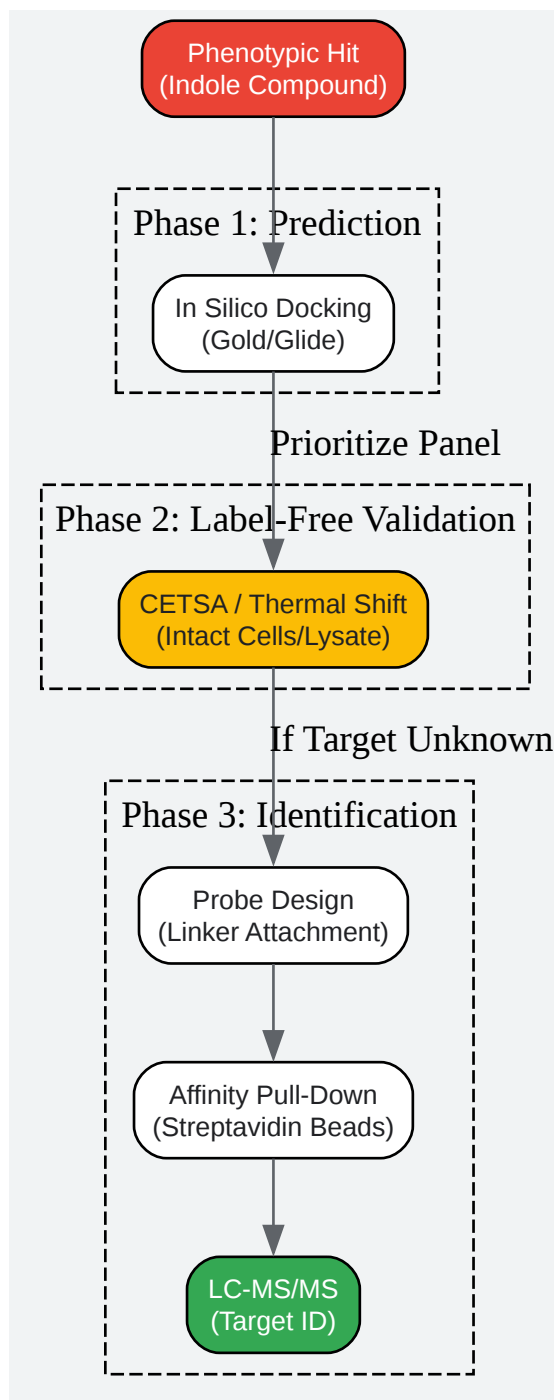 Phenotypic Hit
(Indole Compound)
Phase 1: Prediction
In Silico Docking
(Gold/Glide)
Prioritize Panel
Phase 2: Label-Free Validation
CETSA / Thermal Shift
(Intact Cells/Lysate)
If Target Unknown
Phase 3: Identification
Probe Design
(Linker Attachment)
Affinity Pull-Down
(Streptavidin Beads)
LC-MS/MS
(Target ID)